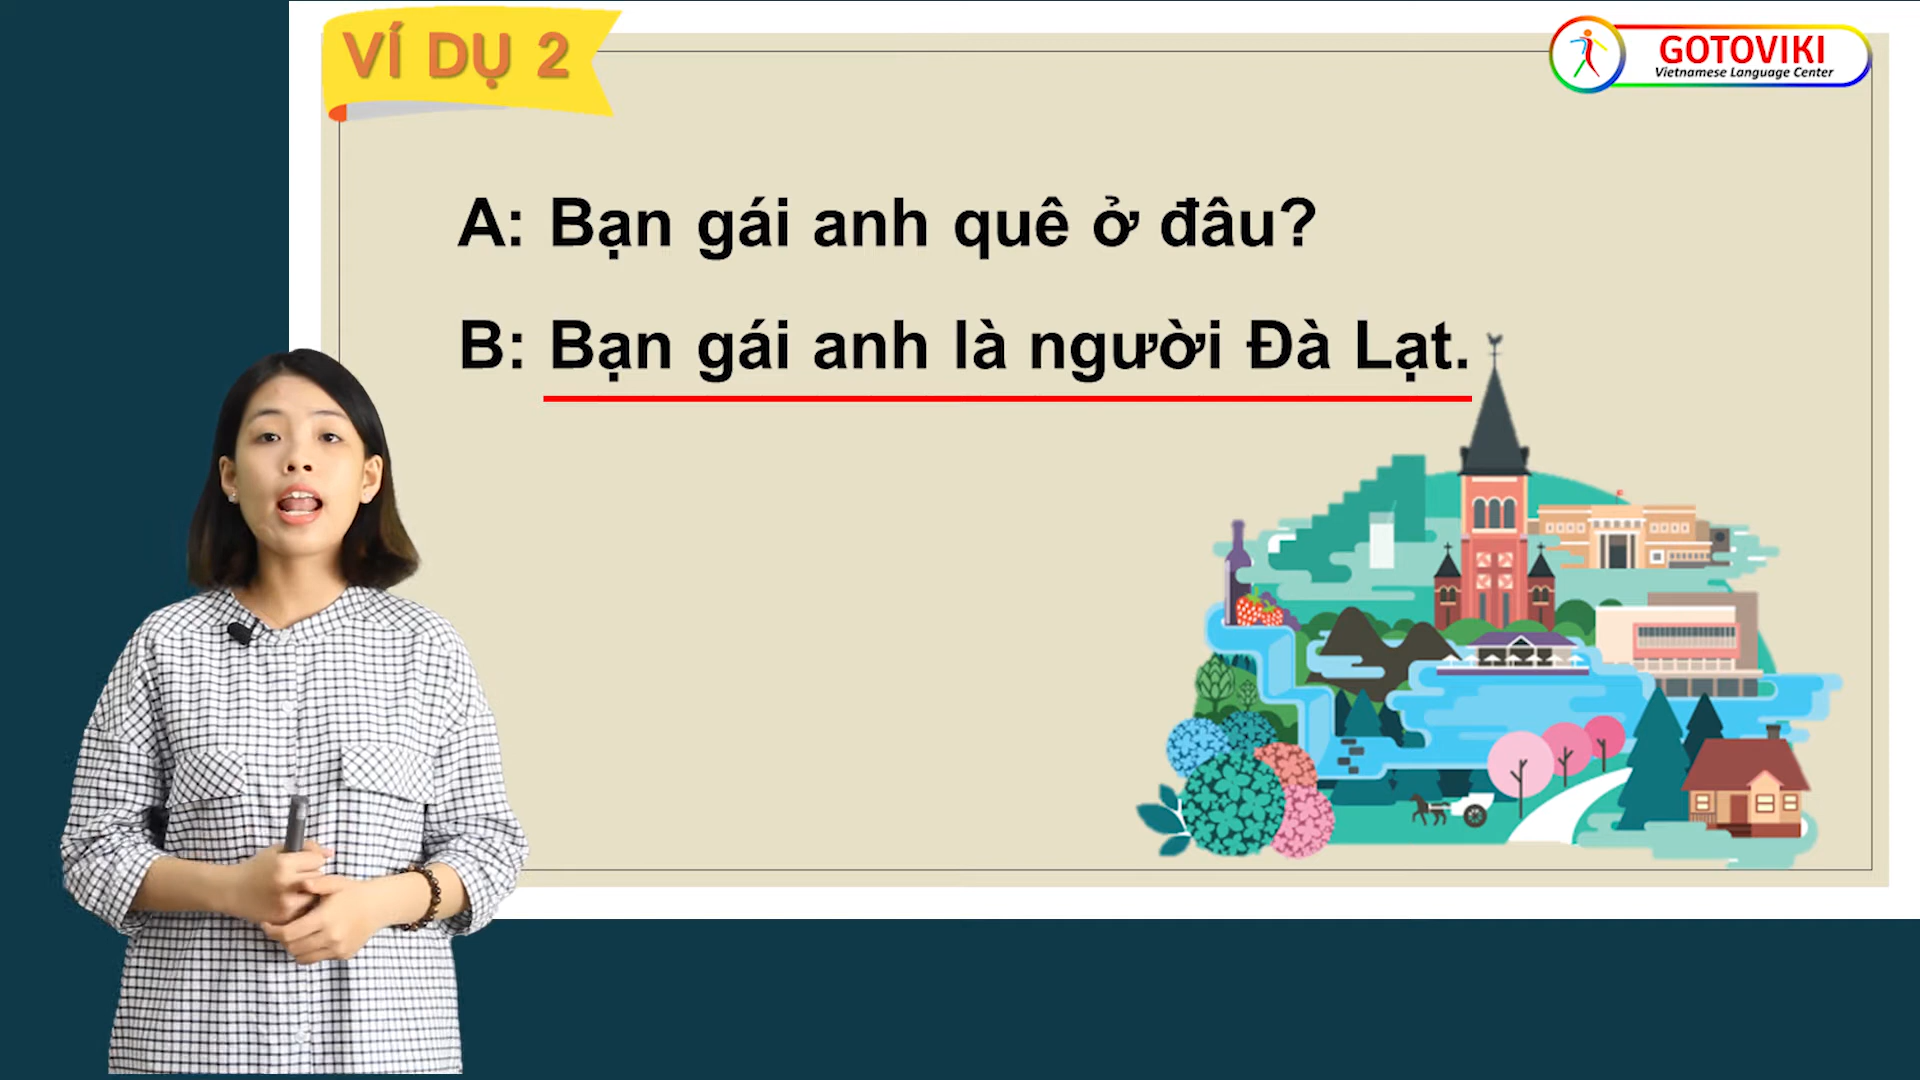 VÍ DỤ 2
GOTOVIKI
Vietnamese Language Center
A: Bạn gái anh quê ở đâu?
B: Bạn gái anh là người Đà Lạt.